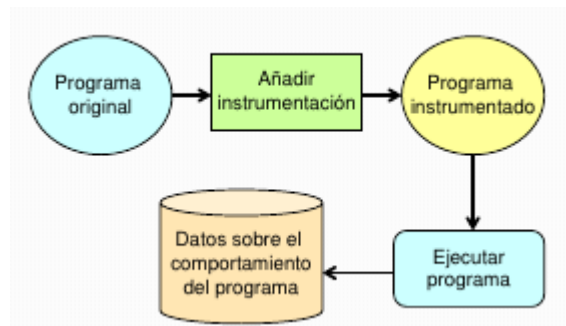 Programa
original
Añadir
instrumentación
Programa
instrumentado
Ejecutar
programa
Datos sobre el
comportamiento
del programa